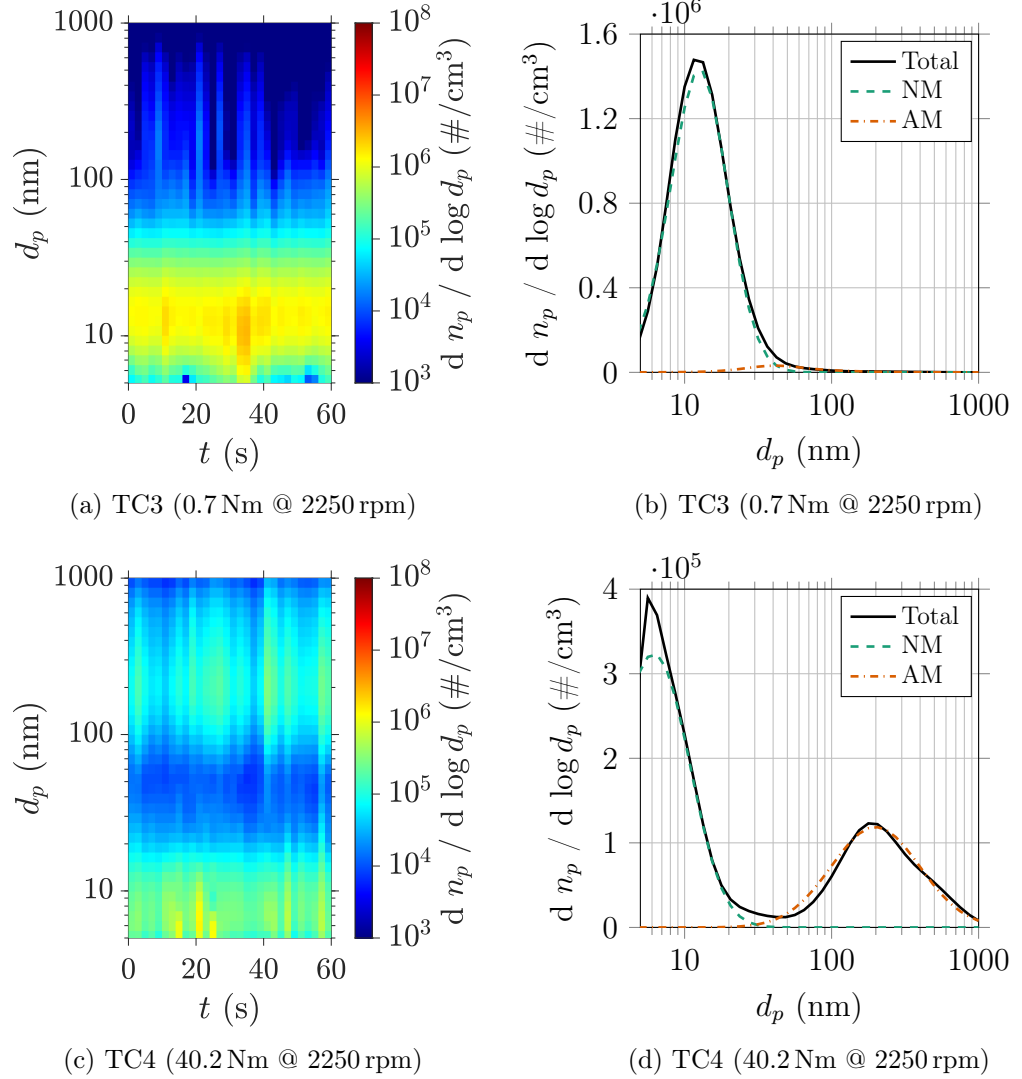 1000
100
10
d_p (nm)
0 20 40 60
t (s)
10^8
10^7
10^6
10^5
10^4
10^3
d n_p / d log d_p (#/cm^3)
(a) TC3 (0.7 Nm @ 2250 rpm)
·10^6
1.6
1.2
0.8
0.4
0
d n_p / d log d_p (#/cm^3)
10 100 1000
d_p (nm)
Total
NM
AM
(b) TC3 (0.7 Nm @ 2250 rpm)
1000
100
10
d_p (nm)
0 20 40 60
t (s)
10^8
10^7
10^6
10^5
10^4
10^3
d n_p / d log d_p (#/cm^3)
(c) TC4 (40.2 Nm @ 2250 rpm)
·10^5
4
3
2
1
0
d n_p / d log d_p (#/cm^3)
10 100 1000
d_p (nm)
Total
NM
AM
(d) TC4 (40.2 Nm @ 2250 rpm)